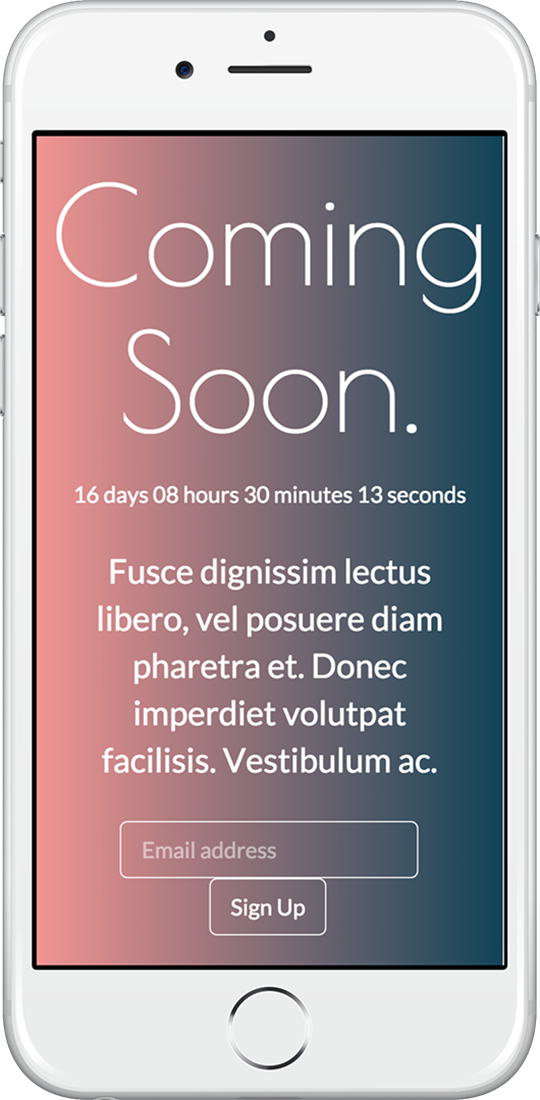 Coming
Soon.
16 days 08 hours 30 minutes 13 seconds
Fusce dignissim lectus
libero, vel posuere diam
pharetra et. Donec
imperdiet volutpat
facilisis. Vestibulum ac.
Email address
Sign Up